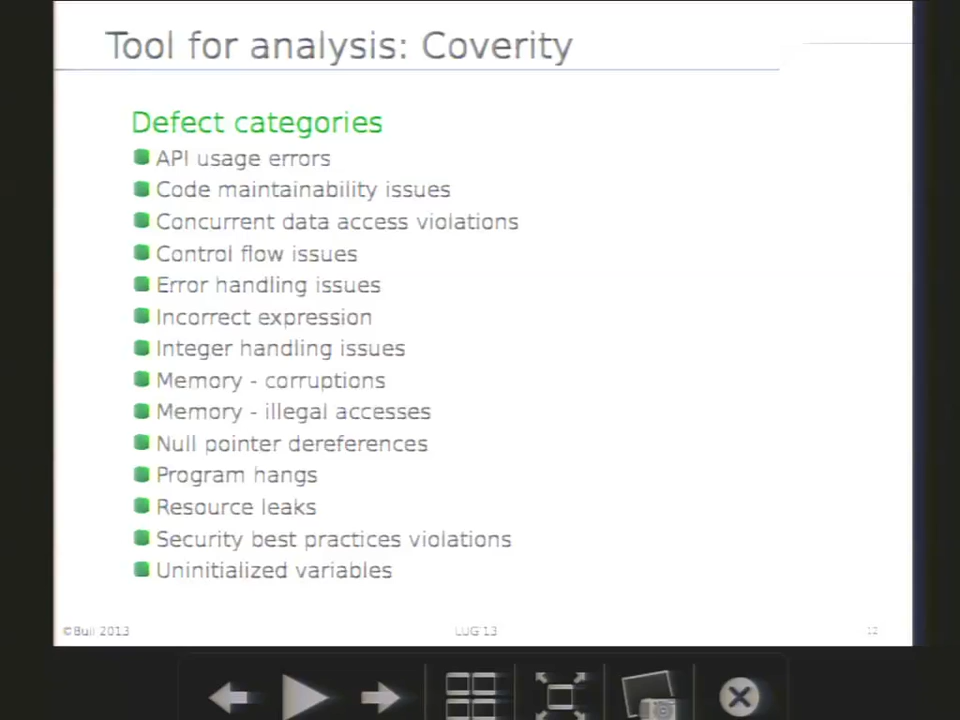 Tool for analysis: Coverity
Defect categories
API usage errors
Code maintainability issues
Concurrent data access violations
Control flow issues
Error handling issues
Incorrect expression
Integer handling issues
Memory - corruptions
Memory - illegal accesses
Null pointer dereferences
Program hangs
Resource leaks
Security best practices violations
Uninitialized variables
©Bull 2013
LUG'13
12